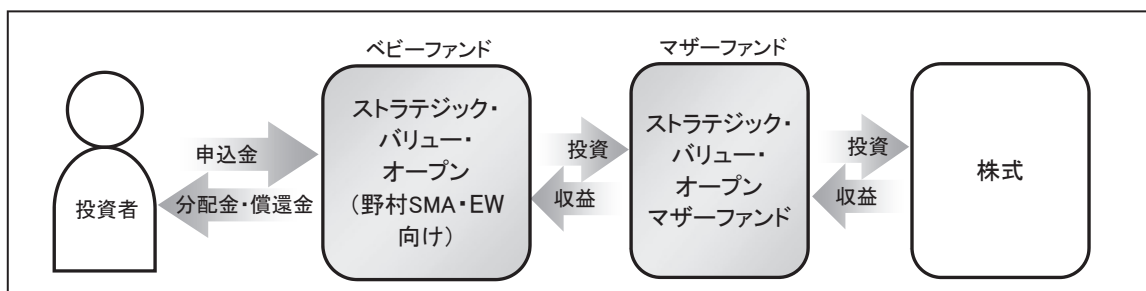 ベビーファンド
マザーファンド
投資者
申込金
分配金・償還金
ストラテジック・
バリュー・
オープン
（野村SMA・EW
向け）
投資
収益
ストラテジック・
バリュー・
オープン
マザーファンド
投資
収益
株式